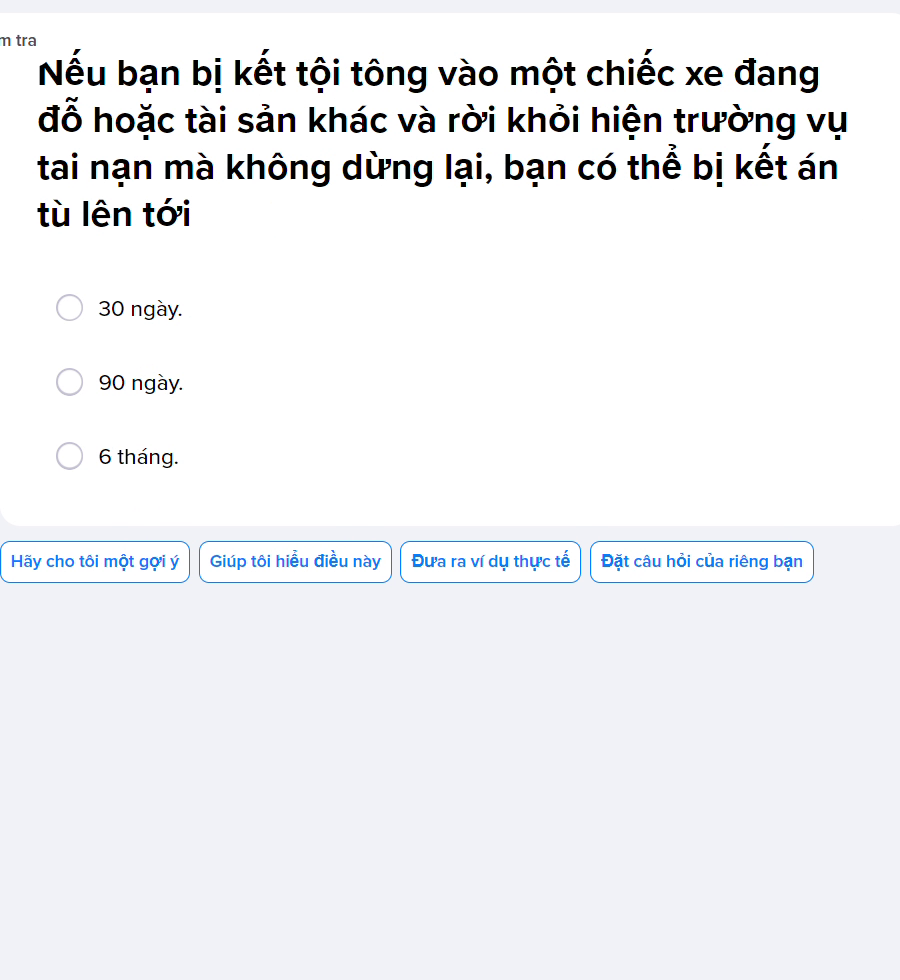 m tra
Nếu bạn bị kết tội tông vào một chiếc xe đang
đỗ hoặc tài sản khác và rời khỏi hiện trường vụ
tai nạn mà không dừng lại, bạn có thể bị kết án
tù lên tới
30 ngày.
90 ngày.
6 tháng.
Hãy cho tôi một gợi ý
Giúp tôi hiểu điều này
Đưa ra ví dụ thực tế
Đặt câu hỏi của riêng bạn